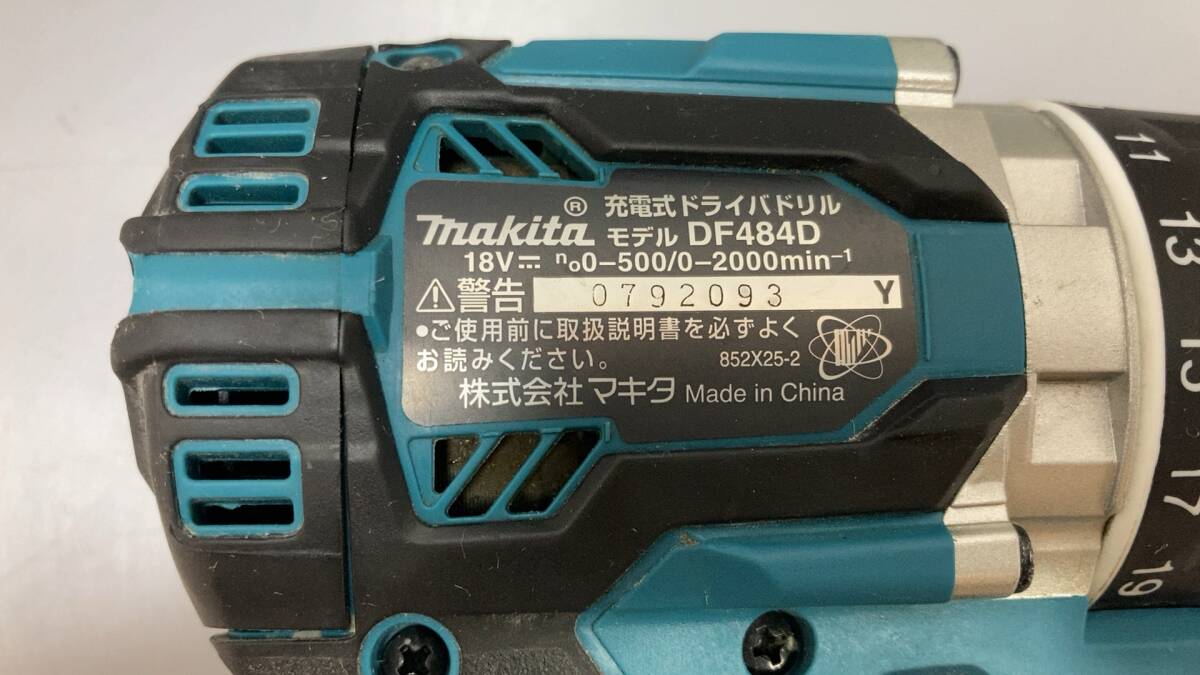 makita® 充電式ドライバドリル
モデル DF484D
18V⎓ n₀0-500/0-2000min⁻¹
⚠警告 0792093 Y
●ご使用前に取扱説明書を必ずよく
お読みください。 852X25-2
株式会社 マキタ Made in China
11
13
15
17
19